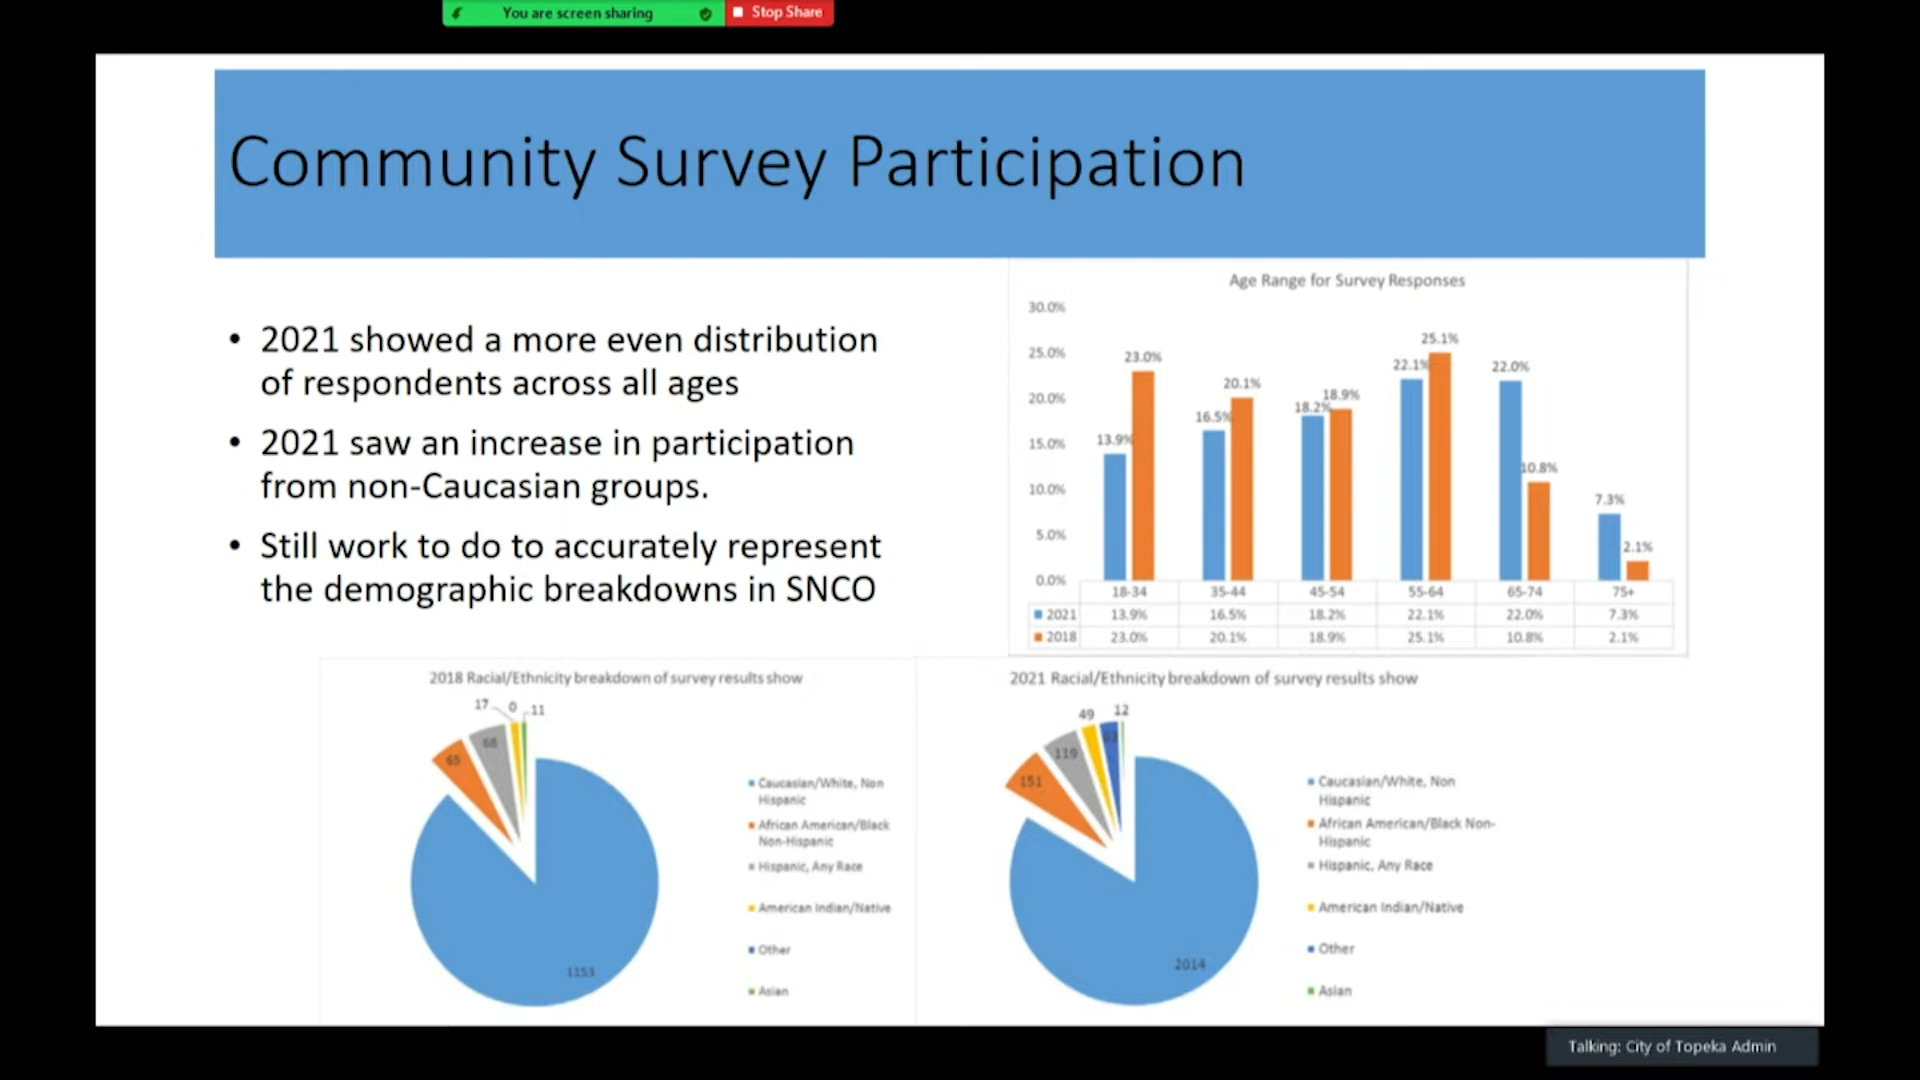 You are screen sharing
Stop Share
Community Survey Participation
• 2021 showed a more even distribution
of respondents across all ages
• 2021 saw an increase in participation
from non-Caucasian groups.
• Still work to do to accurately represent
the demographic breakdowns in SNCO
Age Range for Survey Responses
30.0%
25.0%
20.0%
15.0%
10.0%
5.0%
0.0%
13.9% 23.0% 16.5% 20.1% 18.2% 18.9% 22.1% 25.1% 22.0% 10.8% 7.3% 2.1%
18-34 35-44 45-54 55-64 65-74 75+
2021 13.9% 16.5% 18.2% 22.1% 22.0% 7.3%
2018 23.0% 20.1% 18.9% 25.1% 10.8% 2.1%
2018 Racial/Ethnicity breakdown of survey results show
17 0 11
68
65
1153
Caucasian/White, Non
Hispanic
African American/Black
Non-Hispanic
Hispanic, Any Race
American Indian/Native
Other
Asian
2021 Racial/Ethnicity breakdown of survey results show
49 12
119
151
2014
Caucasian/White, Non
Hispanic
African American/Black Non-
Hispanic
Hispanic, Any Race
American Indian/Native
Other
Asian
Talking: City of Topeka Admin